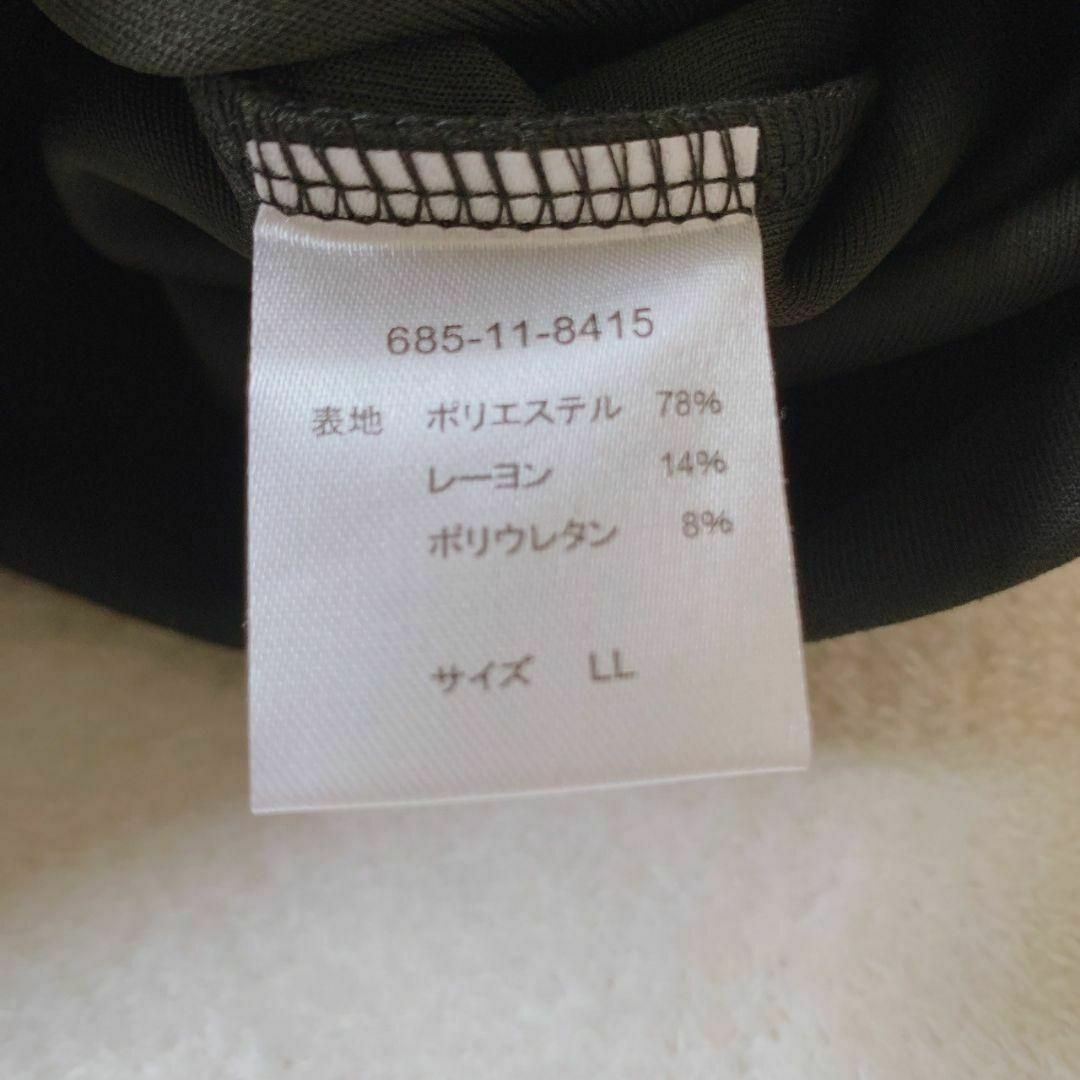 685-11-8415
表地 ポリエステル 78%
レーヨン 14%
ポリウレタン 8%
サイズ LL